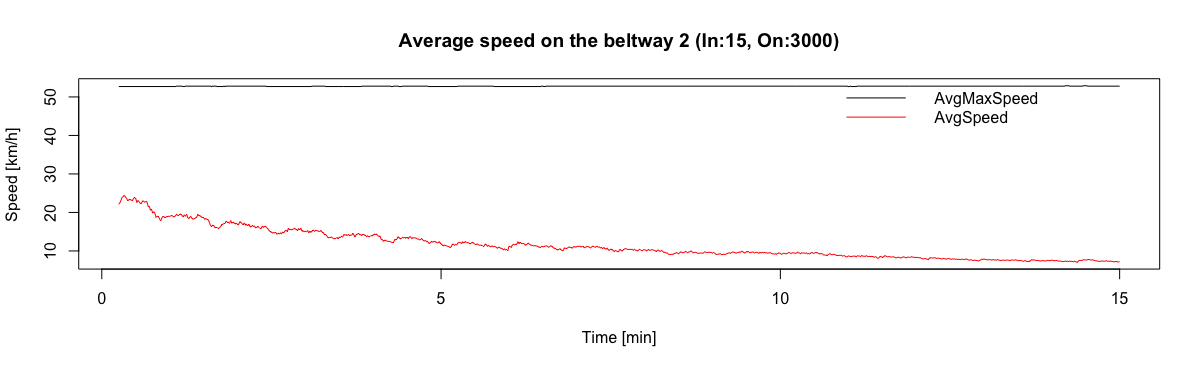 Average speed on the beltway 2 (In:15, On:3000)
Speed [km/h]
50
40
30
20
10
AvgMaxSpeed
AvgSpeed
0 5 10 15
Time [min]